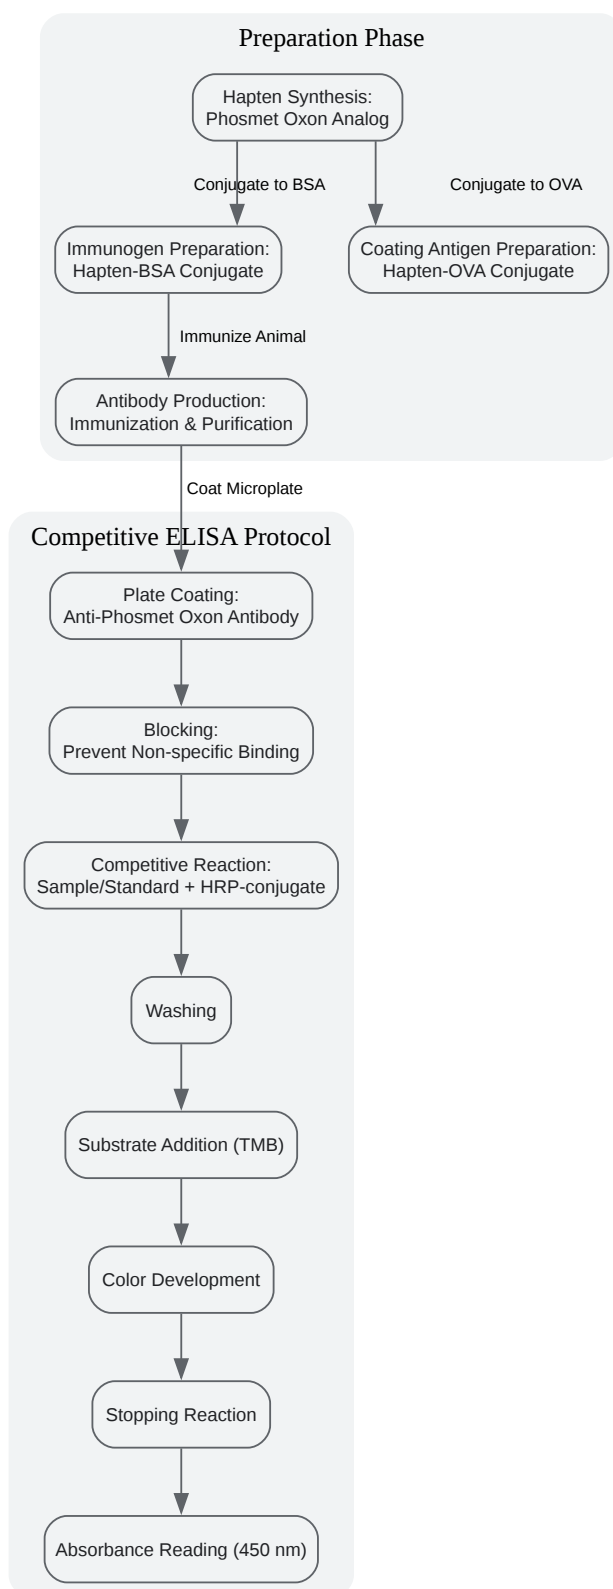 Preparation Phase
Hapten Synthesis:
Phosmet Oxon Analog
Conjugate to BSA
Conjugate to OVA
Immunogen Preparation:
Hapten-BSA Conjugate
Coating Antigen Preparation:
Hapten-OVA Conjugate
Immunize Animal
Antibody Production:
Immunization & Purification
Coat Microplate
Competitive ELISA Protocol
Plate Coating:
Anti-Phosmet Oxon Antibody
Blocking:
Prevent Non-specific Binding
Competitive Reaction:
Sample/Standard + HRP-conjugate
Washing
Substrate Addition (TMB)
Color Development
Stopping Reaction
Absorbance Reading (450 nm)